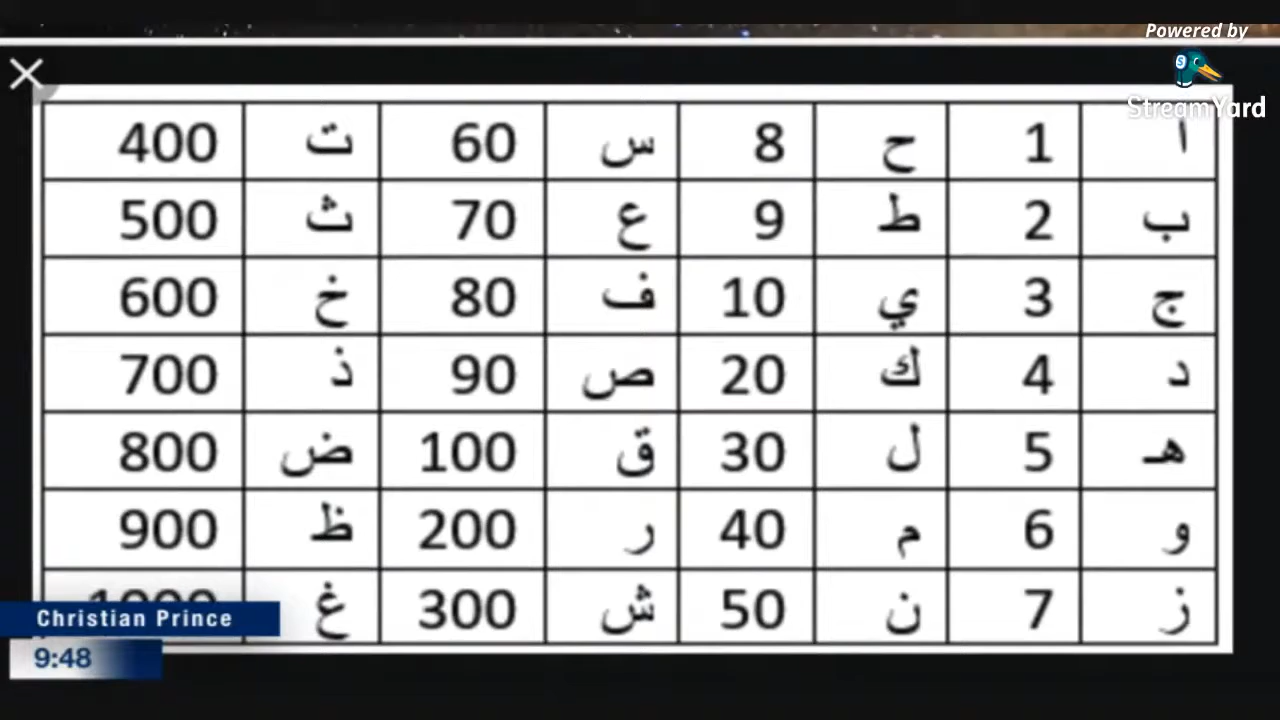 Powered by
StreamYard
ا 1 ح 8 س 60 ت 400
ب 2 ط 9 ع 70 ث 500
ج 3 ي 10 ف 80 خ 600
د 4 ك 20 ص 90 ذ 700
هـ 5 ل 30 ق 100 ض 800
و 6 م 40 ر 200 ظ 900
ز 7 ن 50 ش 300 غ 1000
Christian Prince
9:48